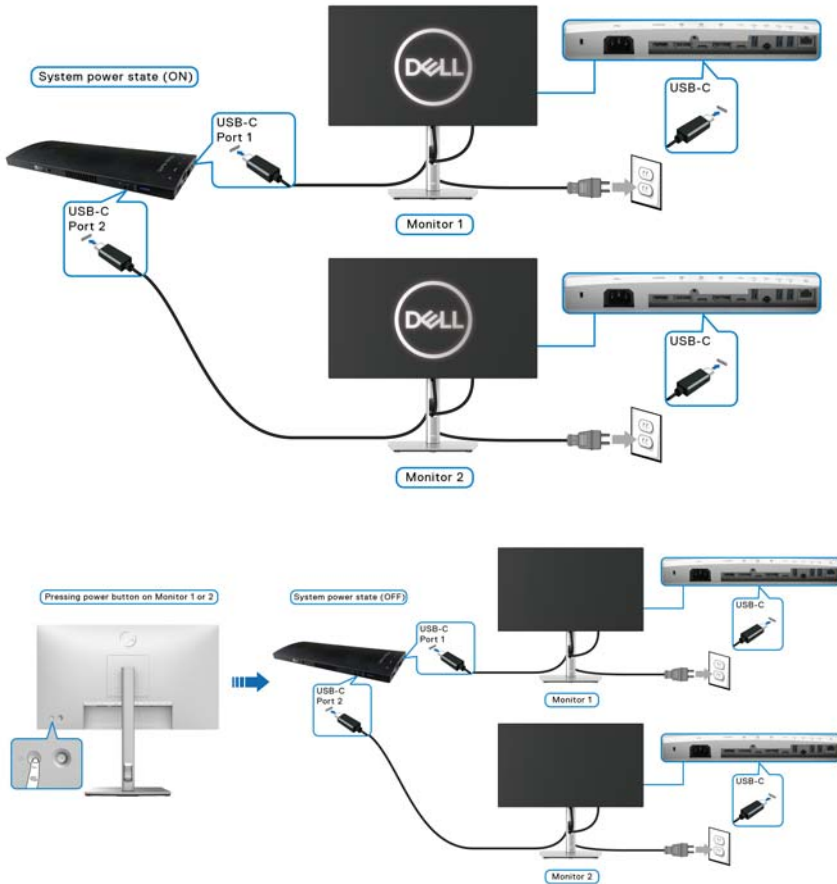 System power state (ON)
USB-C
Port 1
USB-C
Port 2
DELL
USB-C
Monitor 1
DELL
USB-C
Monitor 2
Pressing power button on Monitor 1 or 2
System power state (OFF)
USB-C
Port 1
USB-C
Port 2
USB-C
Monitor 1
USB-C
Monitor 2